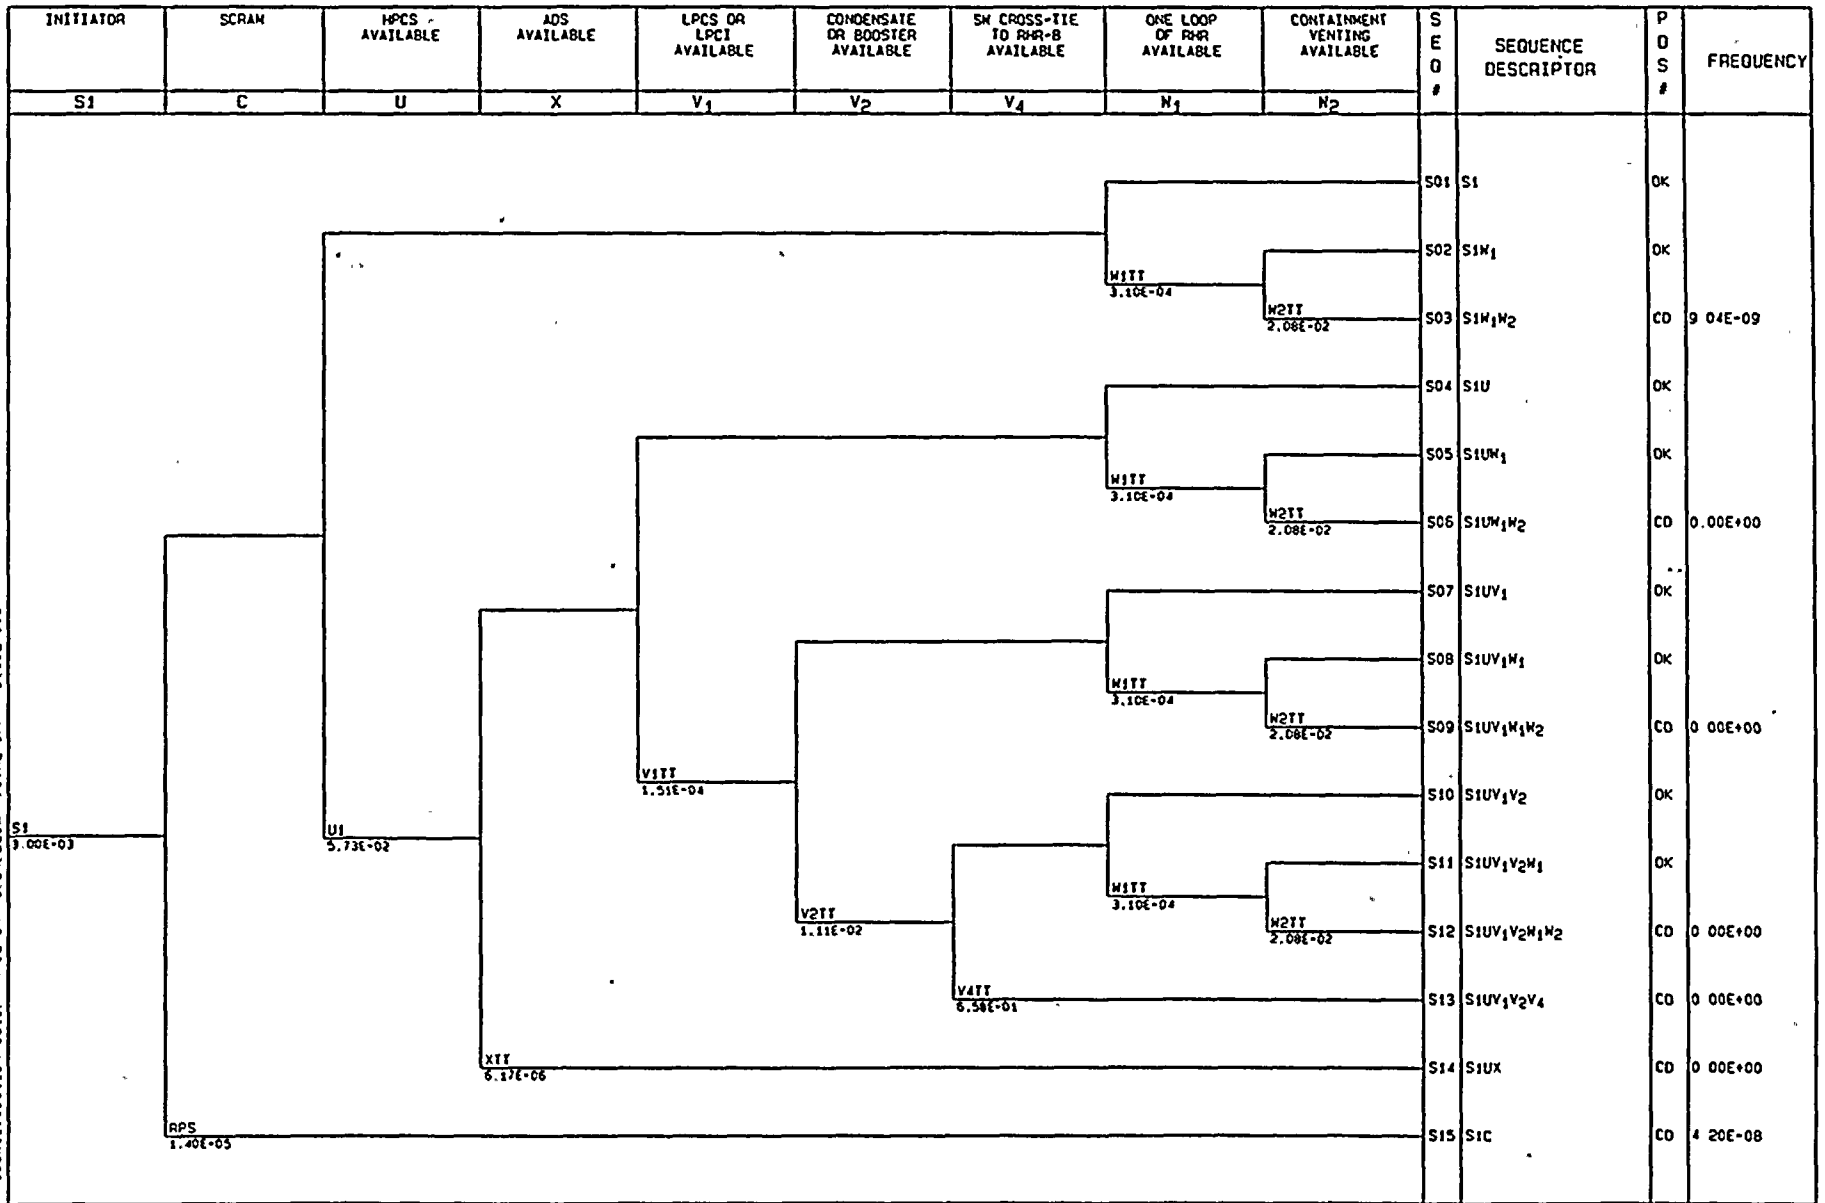 INITIATOR
SCRAM
HPCS
AVAILABLE
ADS
AVAILABLE
LPCS OR
LPCI
AVAILABLE
CONDENSATE
OR BOOSTER
AVAILABLE
SW CROSS-TIE
TO RHR-B
AVAILABLE
ONE LOOP
OF RHR
AVAILABLE
CONTAINMENT
VENTING
AVAILABLE
SEQ #
SEQUENCE
DESCRIPTOR
PDS #
FREQUENCY
S1 C U X V1 V2 V4 W1 W2
S01 S1 OK
S02 S1W1 OK
W1TT
3.10E-04
W2TT
2.08E-02
S03 S1W1W2 CD 9 04E-09
S04 S1U OK
S05 S1UW1 OK
W1TT
3.10E-04
W2TT
2.08E-02
S06 S1UW1W2 CD 0.00E+00
S07 S1UV1 OK
S08 S1UV1W1 OK
W1TT
3.10E-04
W2TT
2.08E-02
S09 S1UV1W1W2 CD 0 00E+00
V1TT
1.51E-04
S10 S1UV1V2 OK
S1
3.00E-03
U1
5.73E-02
S11 S1UV1V2W1 OK
W1TT
3.10E-04
V2TT
1.11E-02
W2TT
2.08E-02
S12 S1UV1V2W1W2 CD 0 00E+00
V4TT
6.58E-01
S13 S1UV1V2V4 CD 0 00E+00
XTT
6.17E-06
S14 S1UX CD 0 00E+00
RPS
1.40E-05
S15 S1C CD 4 20E-08